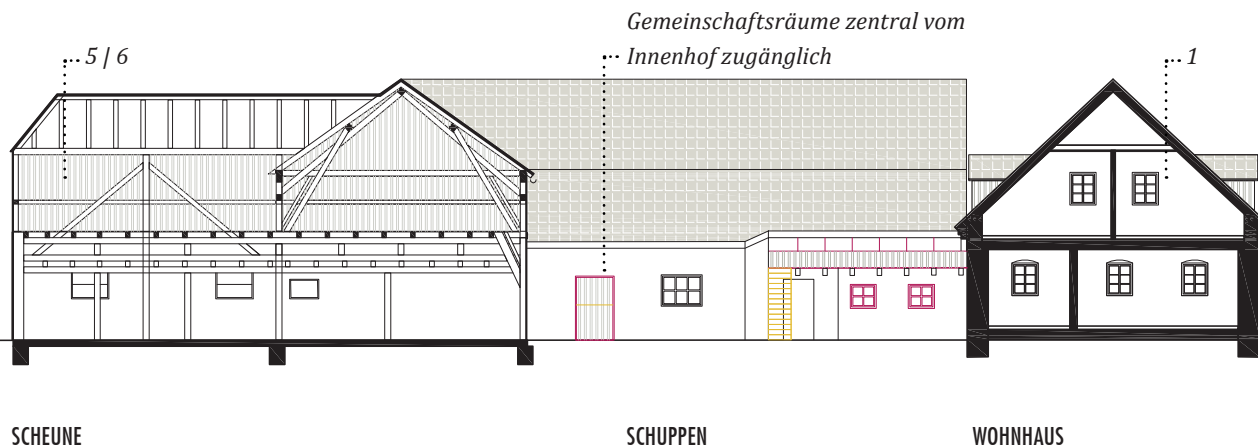 Gemeinschaftsräume zentral vom
5 | 6
Innenhof zugänglich
1
SCHEUNE
SCHUPPEN
WOHNHAUS